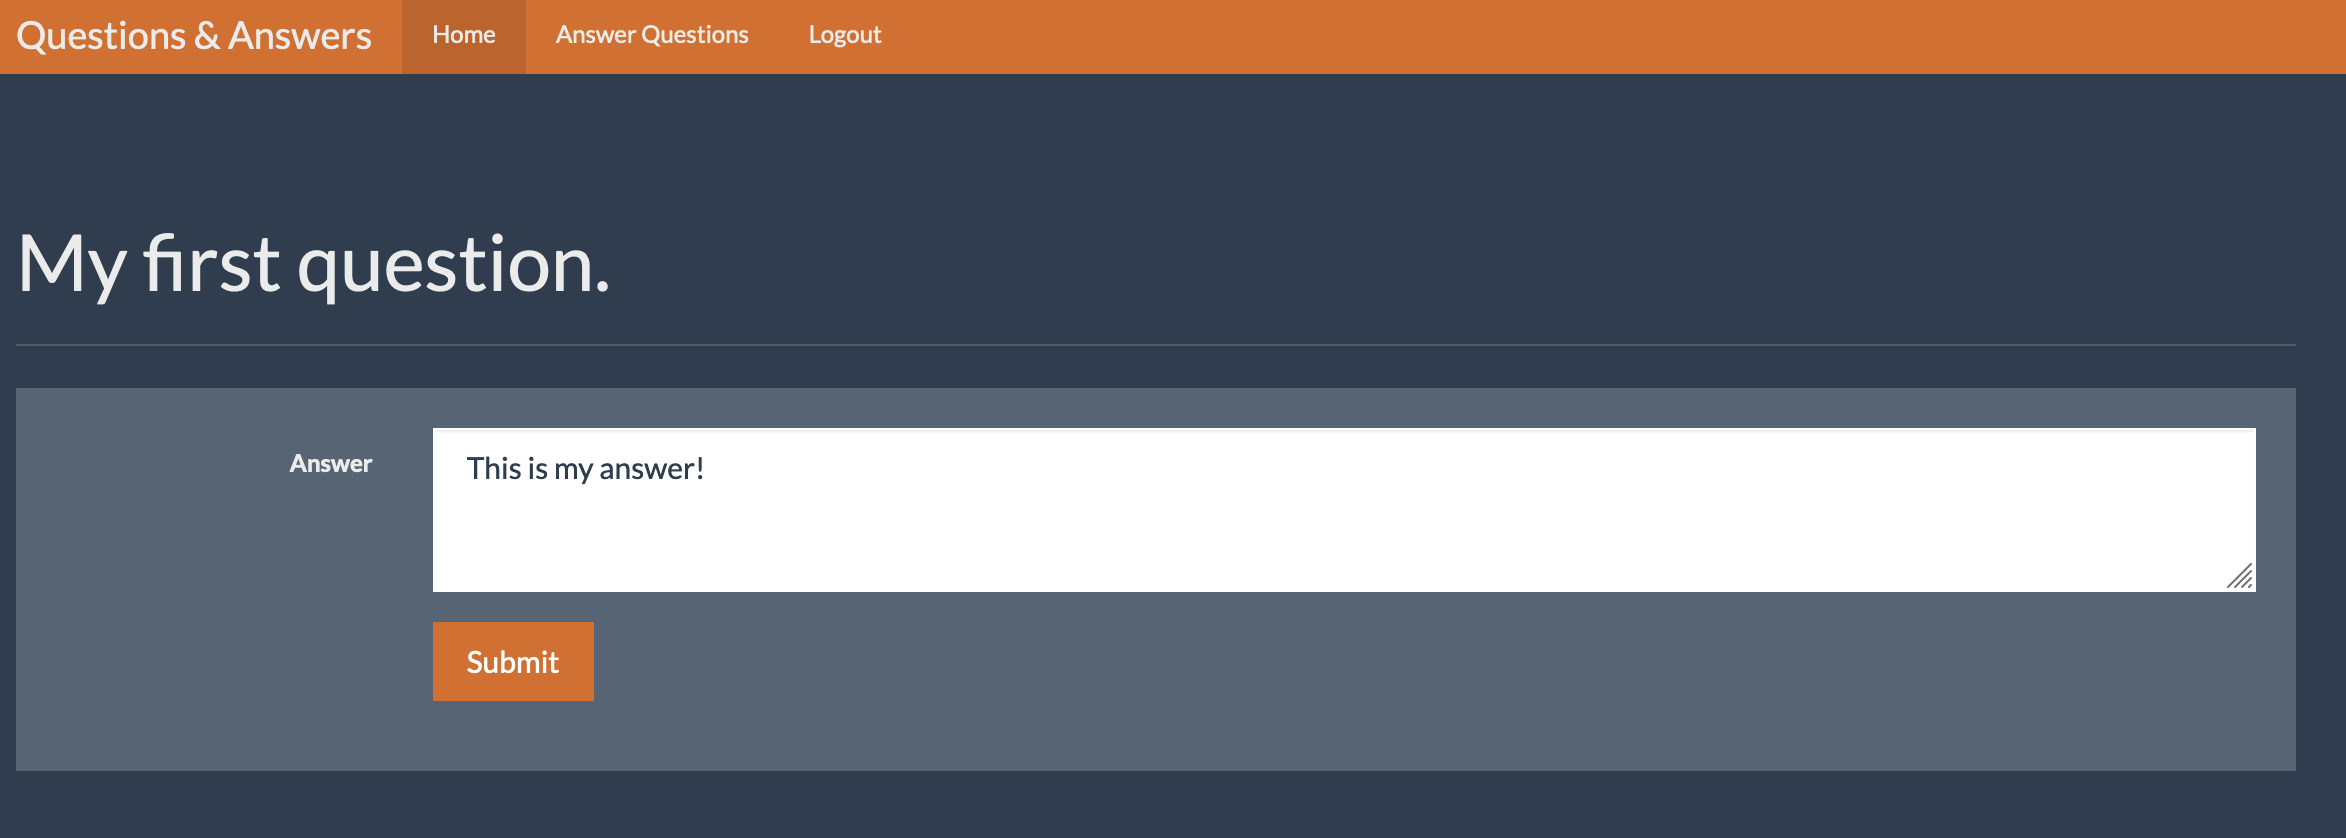 Questions & Answers Home Answer Questions Logout
My first question.
Answer This is my answer!
Submit